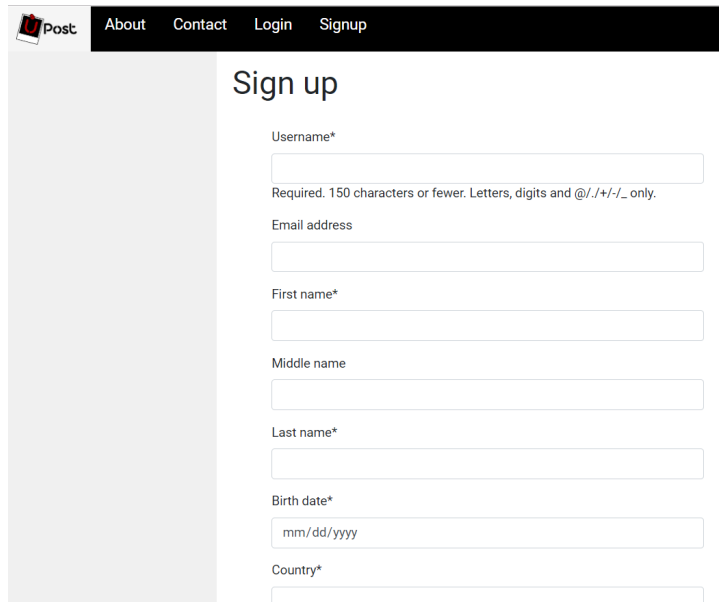 UPost About Contact Login Signup
Sign up
Username*
Required. 150 characters or fewer. Letters, digits and @/./+/-/_ only.
Email address
First name*
Middle name
Last name*
Birth date*
mm/dd/yyyy
Country*